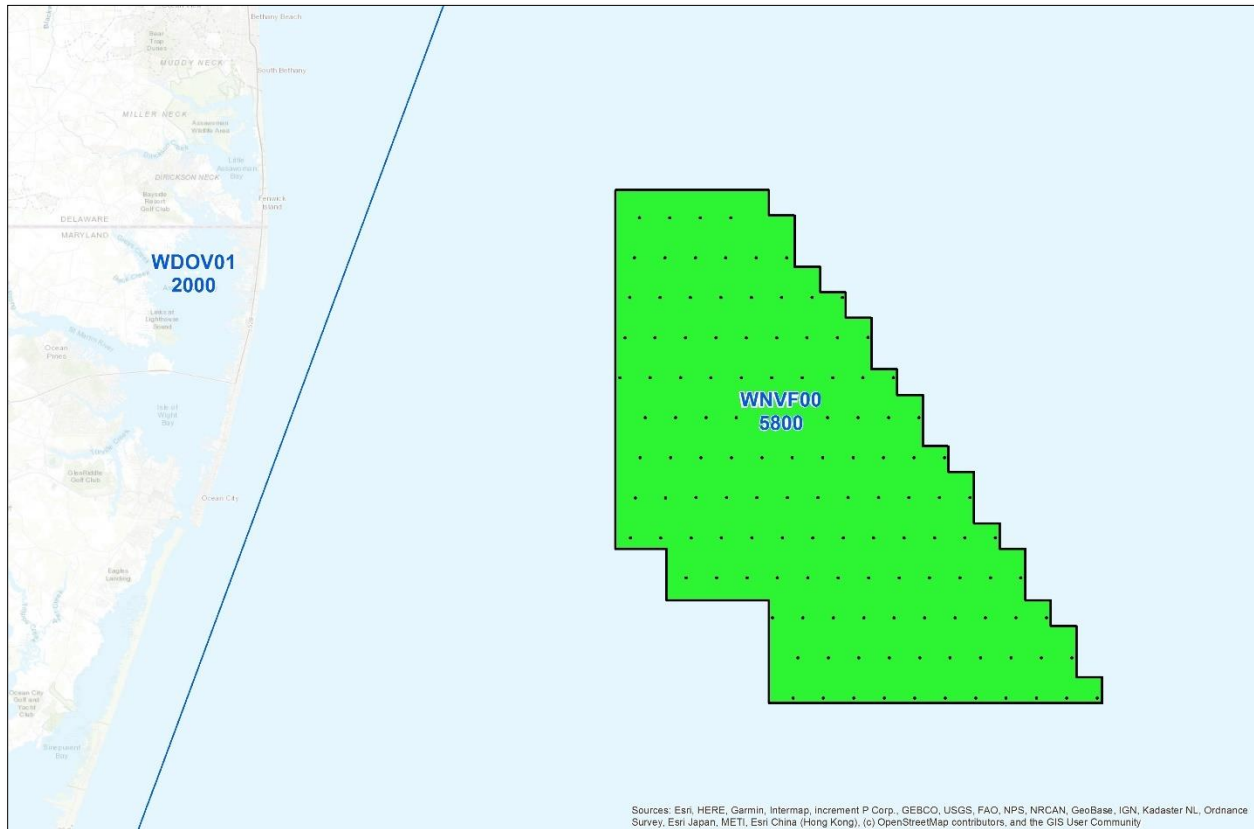 Bethany Beach
Bear
Trap
Dunes
MUDDY NECK
South Bethany
MILLER NECK
Assawoman
Wildlife Area
Little
Assawoman
Bay
DIRICKSON NECK
Bayside
Resort
Golf Club
Fenwick
Island
DELAWARE
MARYLAND
WDOV01
2000
Links at
Lighthouse
Sound
Ocean
Pines
Isle of
Wight
Bay
WNVF00
5800
Glenriddle
Golf Club
Ocean City
Eagles
Landing
Ocean City
Golf and
Yacht
Club
Sinepuxent
Bay
Sources: Esri, HERE, Garmin, Intermap, increment P Corp., GEBCO, USGS, FAO, NPS, NRCAN, GeoBase, IGN, Kadaster NL, Ordnance
Survey, Esri Japan, METI, Esri China (Hong Kong), (c) OpenStreetMap contributors, and the GIS User Community